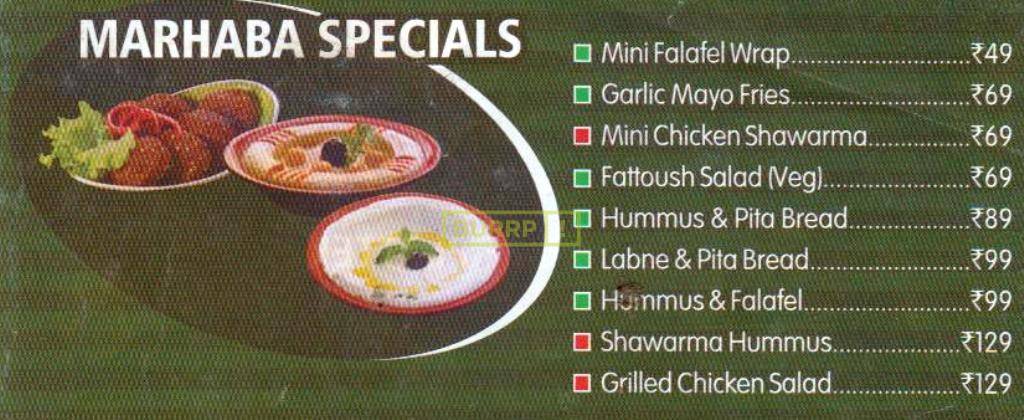 MARHABA SPECIALS
Mini Falafel Wrap..............................₹49
Garlic Mayo Fries..............................₹69
Mini Chicken Shawarma.................₹69
Fattoush Salad (Veg).........................₹69
Hummus & Pita Bread.....................₹89
Labne & Pita Bread...........................₹99
Hummus & Falafel............................₹99
Shawarma Hummus.....................₹129
Grilled Chicken Salad.....................₹129
BURRP!